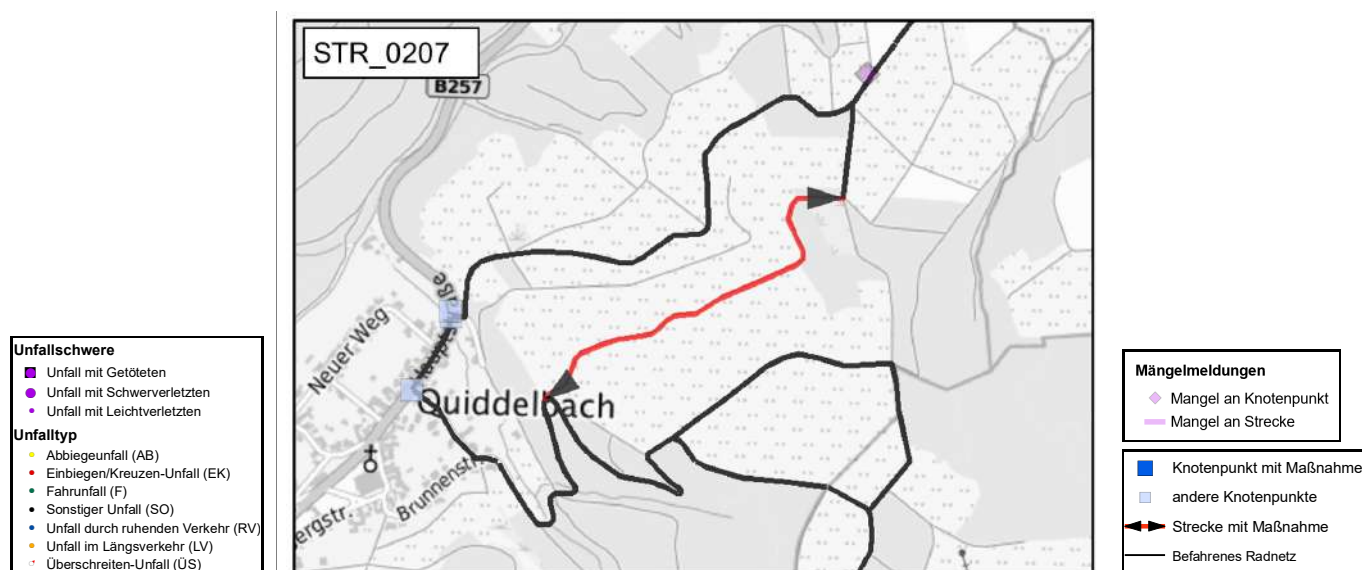 STR_0207
B257
Neuer Weg
Hauptstraße
Quiddelbach
Brunnenstr.
ergstr.
Unfallschwere
Unfall mit Getöteten
Unfall mit Schwerverletzten
Unfall mit Leichtverletzten
Unfalltyp
Abbiegeunfall (AB)
Einbiegen/Kreuzen-Unfall (EK)
Fahrunfall (F)
Sonstiger Unfall (SO)
Unfall durch ruhenden Verkehr (RV)
Unfall im Längsverkehr (LV)
Überschreiten-Unfall (ÜS)
Mängelmeldungen
Mangel an Knotenpunkt
Mangel an Strecke
Knotenpunkt mit Maßnahme
andere Knotenpunkte
Strecke mit Maßnahme
Befahrenes Radnetz